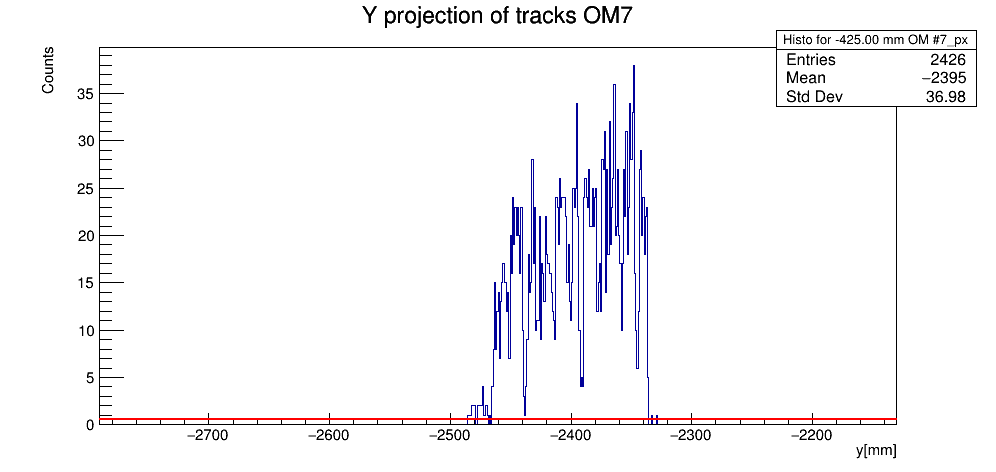 Y projection of tracks OM7
Histo for -425.00 mm OM #7_px
Entries 2426
Mean −2395
Std Dev 36.98
Counts
35
30
25
20
15
10
5
0
−2700 −2600 −2500 −2400 −2300 −2200
y[mm]